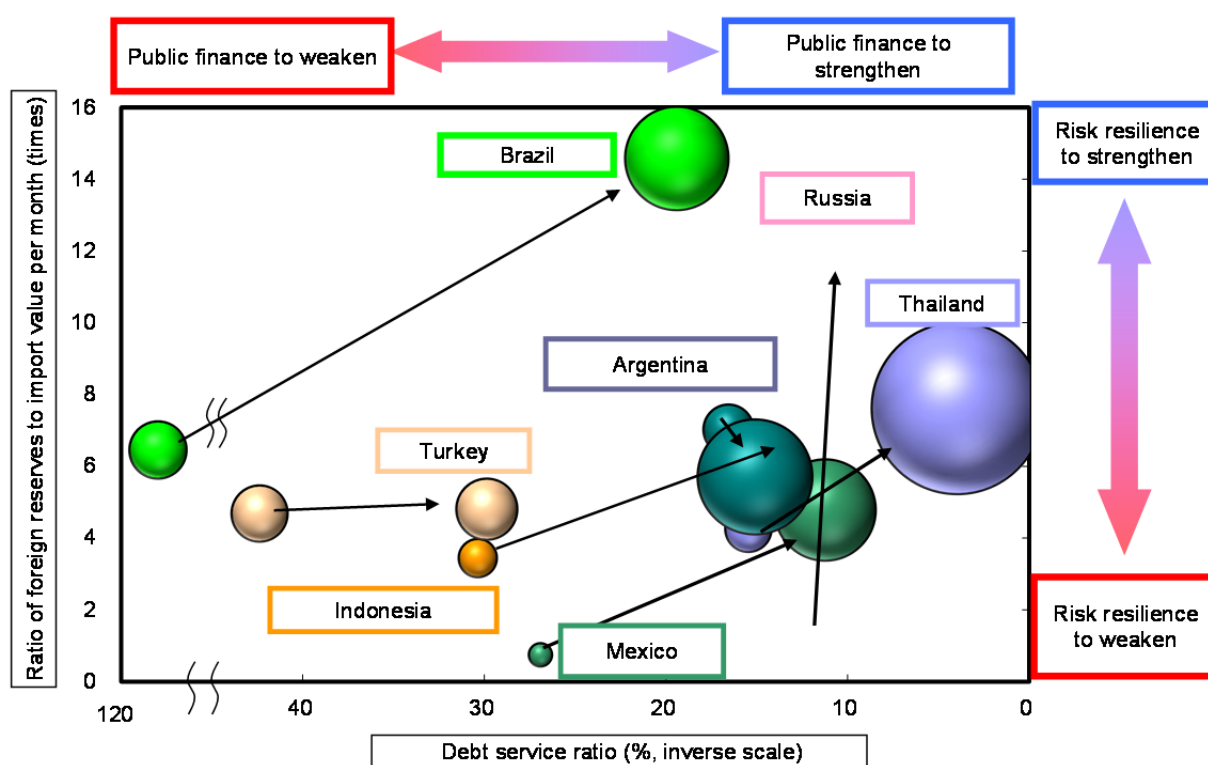 Public finance to weaken
Public finance to
strengthen
Ratio of foreign reserves to import value per month (times)
16
14
12
10
8
6
4
2
0
Brazil
Russia
Thailand
Argentina
Turkey
Indonesia
Mexico
Risk resilience
to strengthen
Risk resilience
to weaken
120
40
30
20
10
0
Debt service ratio (%, inverse scale)